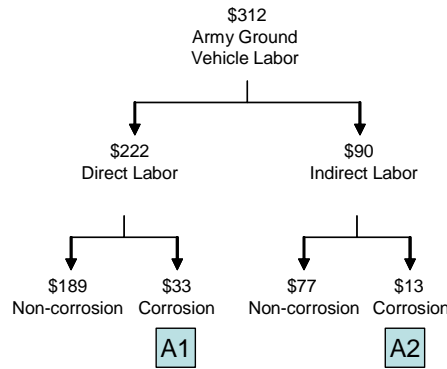 $312
Army Ground
Vehicle Labor
$222
Direct Labor
$90
Indirect Labor
$189
Non-corrosion
$33
Corrosion
$77
Non-corrosion
$13
Corrosion
A1
A2